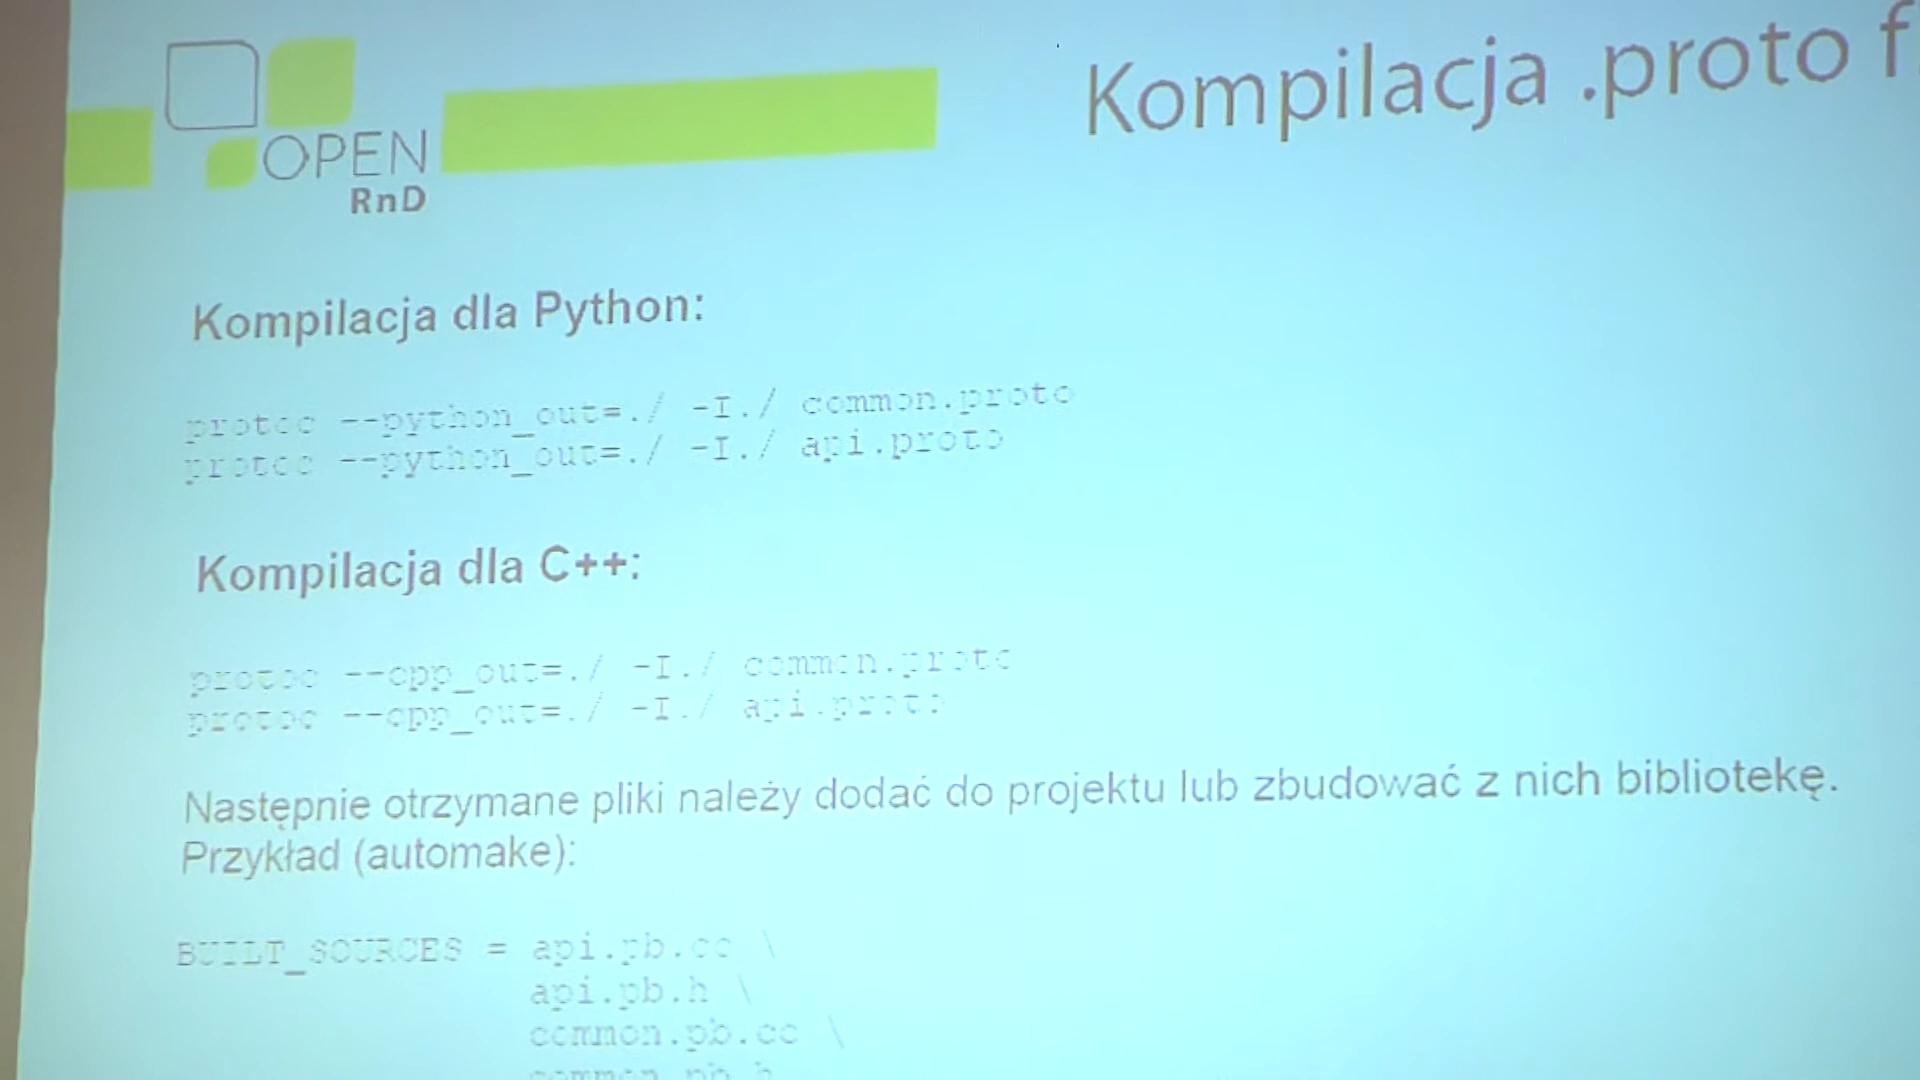 OPEN
RnD
Kompilacja .proto f
Kompilacja dla Python:
protoc --python_out=./ -I./ common.proto
protoc --python_out=./ -I./ api.proto
Kompilacja dla C++:
protoc --cpp_out=./ -I./ common.proto
protoc --cpp_out=./ -I./ api.proto
Następnie otrzymane pliki należy dodać do projektu lub zbudować z nich bibliotekę.
Przykład (automake):
BUILT_SOURCES = api.pb.cc \
api.pb.h \
common.pb.cc \
common.pb.h